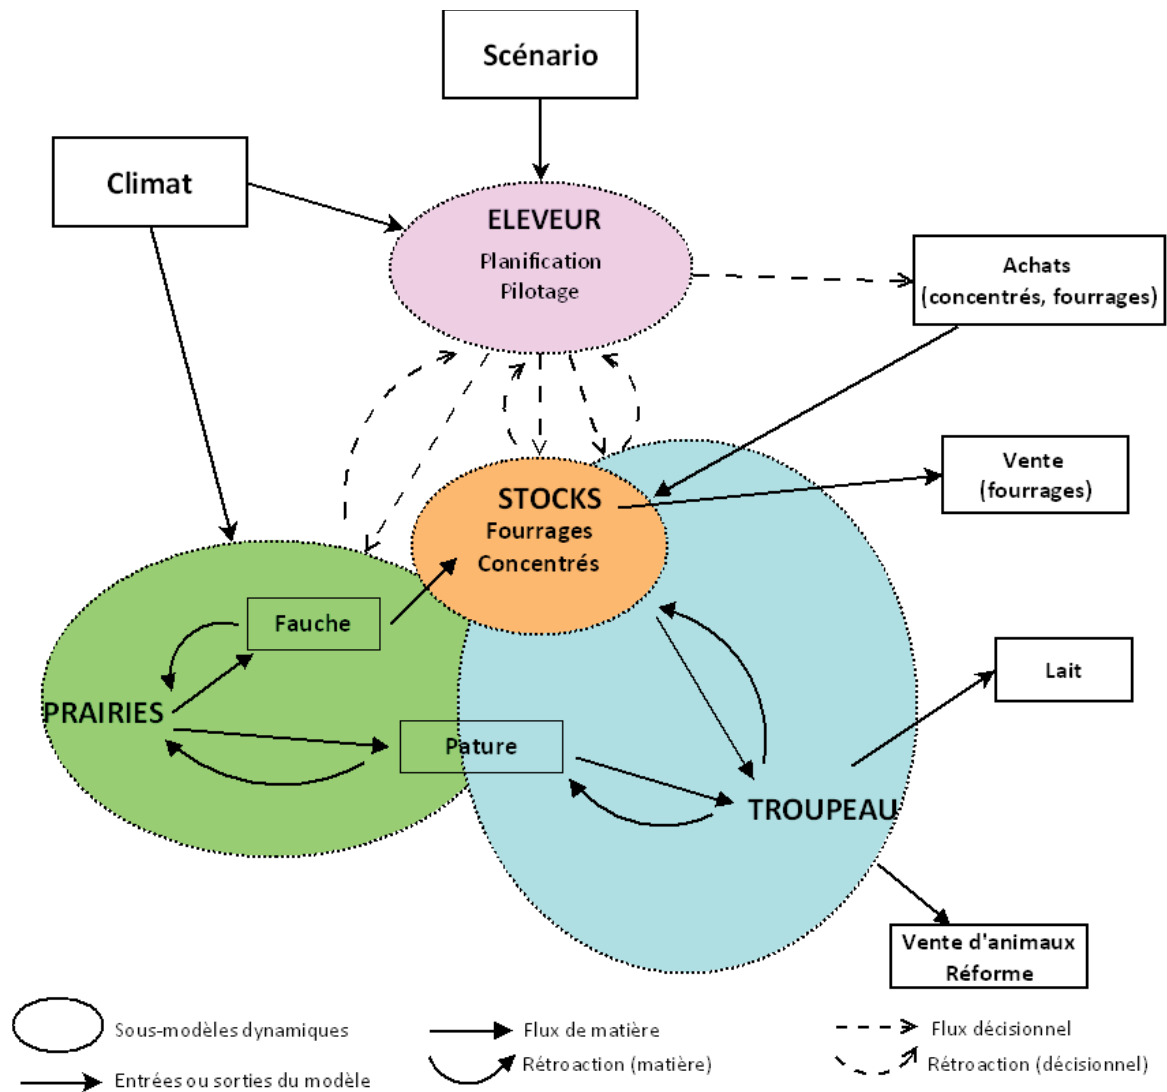 Scénario
Climat
ELEVEUR
Planification
Pilotage
Achats
(concentrés, fourrages)
Vente
(fourrages)
STOCKS
Fourrages
Concentrés
Fauche
PRAIRIES
Pature
Lait
TROUPEAU
Vente d'animaux
Réforme
Sous-modèles dynamiques
Flux de matière
Flux décisionnel
Entrées ou sorties du modèle
Rétroaction (matière)
Rétroaction (décisionnel)